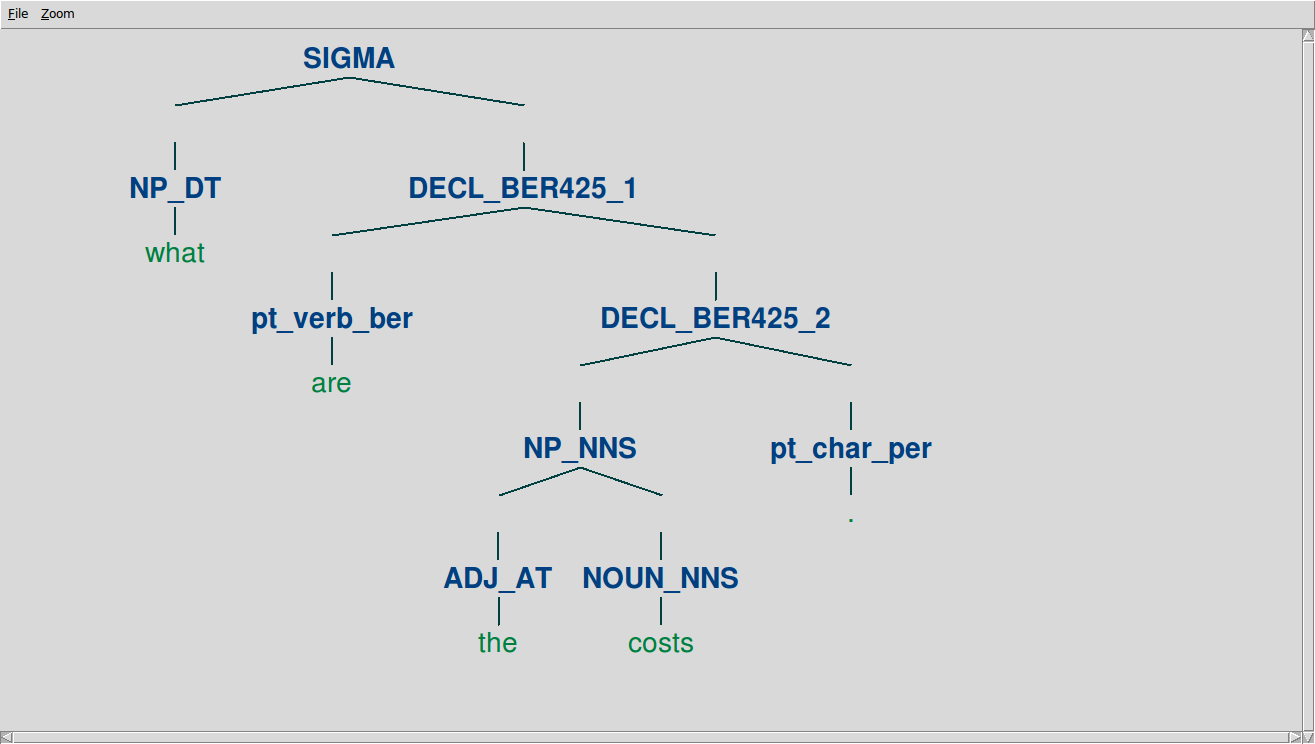 File Zoom
SIGMA
NP_DT DECL_BER425_1
what
pt_verb_ber DECL_BER425_2
are
NP_NNS pt_char_per
.
ADJ_AT NOUN_NNS
the costs